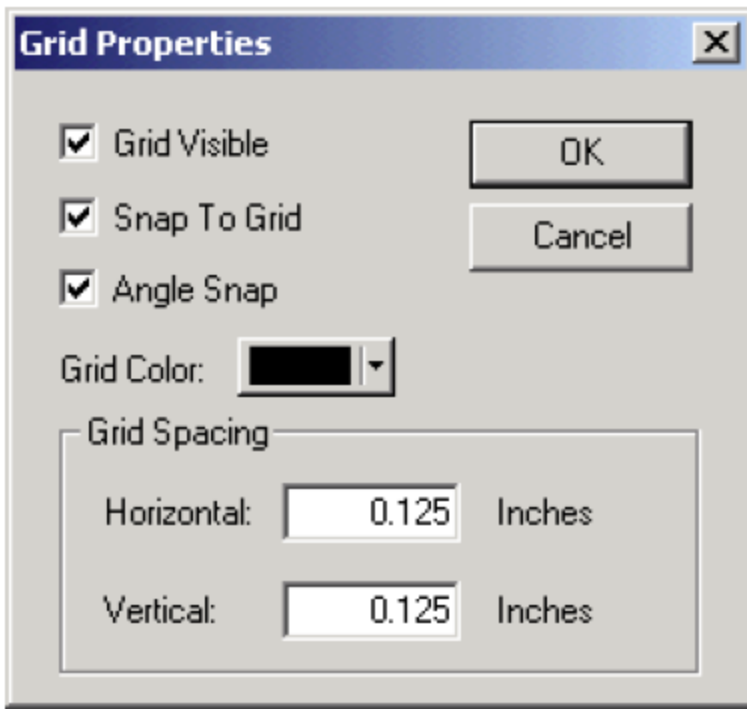 Grid Properties
Grid Visible
OK
Snap To Grid
Cancel
Angle Snap
Grid Color:
Grid Spacing
Horizontal: 0.125 Inches
Vertical: 0.125 Inches